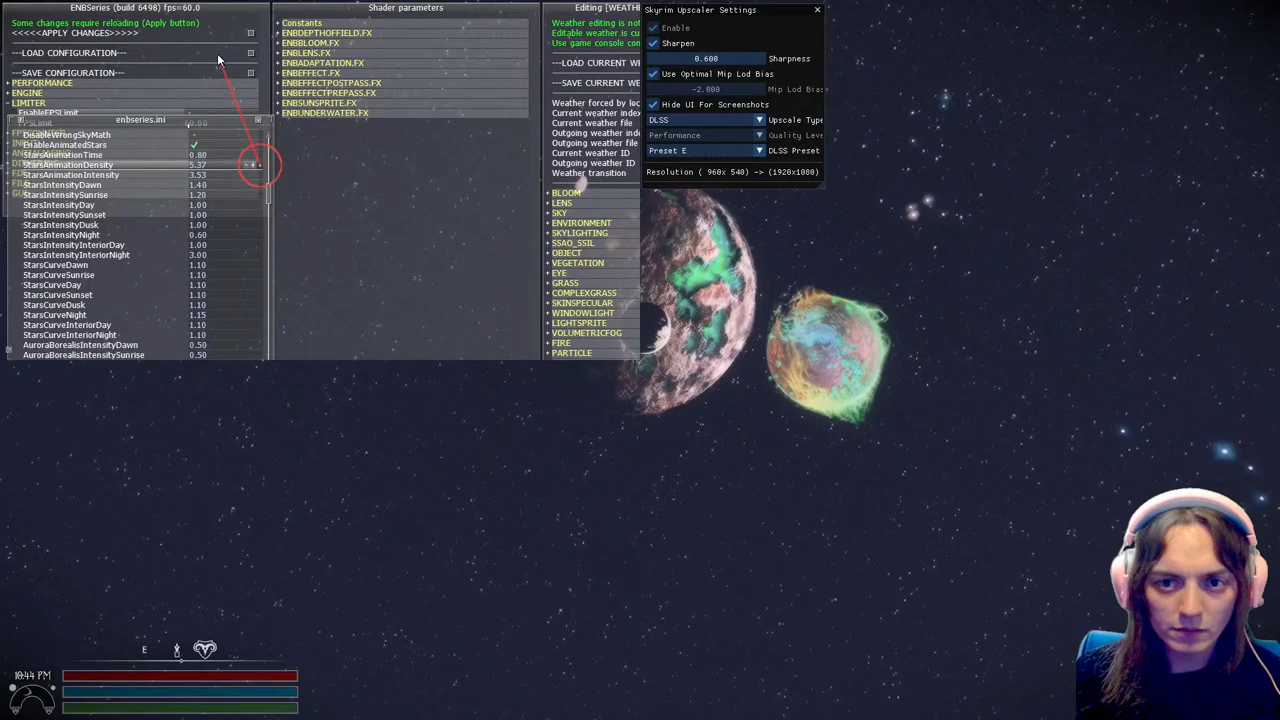 ENBSeries (build 6498) fps=60.0
Some changes require reloading (Apply button)
<<<<<APPLY CHANGES>>>>>
---LOAD CONFIGURATION---
---SAVE CONFIGURATION---
+ PERFORMANCE
+ ENGINE
- LIMITER
EnableFPSLimit
enbseries.ini
DisableWrongSkyMath -
EnableAnimatedStars
StarsAnimationTime 0.80
StarsAnimationDensity 5.37
StarsAnimationIntensity 3.53
StarsIntensityDawn 1.40
StarsIntensitySunrise 1.20
StarsIntensityDay 1.00
StarsIntensitySunset 1.00
StarsIntensityDusk 1.00
StarsIntensityNight 0.60
StarsIntensityInteriorDay 1.00
StarsIntensityInteriorNight 3.00
StarsCurveDawn 1.10
StarsCurveSunrise 1.10
StarsCurveDay 1.10
StarsCurveSunset 1.10
StarsCurveDusk 1.10
StarsCurveNight 1.15
StarsCurveInteriorDay 1.10
StarsCurveInteriorNight 1.10
AuroraBorealisIntensityDawn 0.50
AuroraBorealisIntensitySunrise 0.50
Shader parameters
+ Constants
+ ENBDEPTHOFFIELD.FX
+ ENBBLOOM.FX
+ ENBLENS.FX
+ ENBADAPTATION.FX
+ ENBEFFECT.FX
+ ENBEFFECTPOSTPASS.FX
+ ENBEFFECTPREPASS.FX
+ ENBSUNSPRITE.FX
+ ENBUNDERWATER.FX
Editing [WEATH
Weather editing is no
Editable weather is cu
Use game console con
---LOAD CURRENT WE
---SAVE CURRENT WE
Weather forced by loc
Current weather index
Current weather file
Outgoing weather inde
Outgoing weather file
Current weather ID
Outgoing weather ID
Weather transition
+ BLOOM
+ LENS
+ SKY
+ ENVIRONMENT
+ SKYLIGHTING
+ SSAO_SSIL
+ OBJECT
+ VEGETATION
+ EYE
+ GRASS
+ COMPLEXGRASS
+ SKINSPECULAR
+ WINDOWLIGHT
+ LIGHTSPRITE
+ VOLUMETRICFOG
+ FIRE
+ PARTICLE
Skyrim Upscaler Settings
Enable
Sharpen
0.600 Sharpness
Use Optimal Mip Lod Bias
-2.000 Mip Lod Bias
Hide UI For Screenshots
DLSS Upscale Type
Performance Quality Leve
Preset E DLSS Preset
Resolution ( 960x 540) -> (1920x1080)
E
10:44 PM